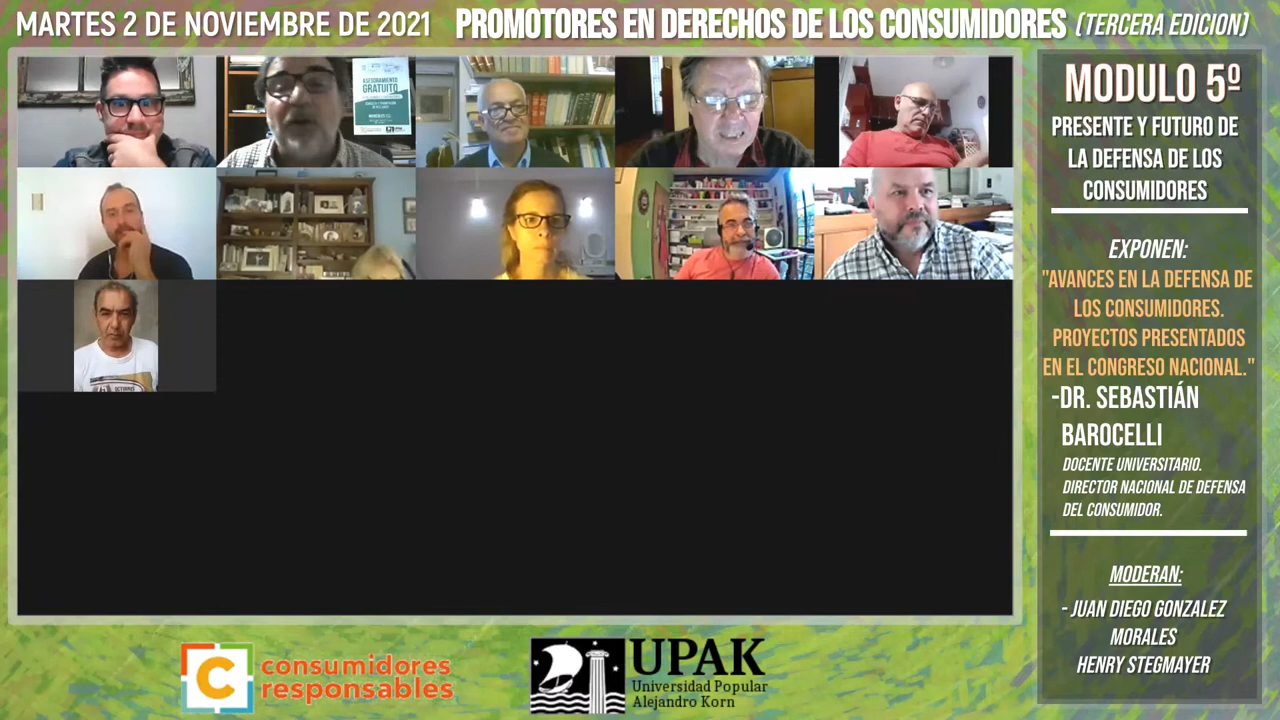 MARTES 2 DE NOVIEMBRE DE 2021 PROMOTORES EN DERECHOS DE LOS CONSUMIDORES (TERCERA EDICION)
ASESORAMIENTO
GRATUITO
MODULO 5º
PRESENTE Y FUTURO DE
LA DEFENSA DE LOS
CONSUMIDORES
EXPONEN:
"AVANCES EN LA DEFENSA DE
LOS CONSUMIDORES.
PROYECTOS PRESENTADOS
EN EL CONGRESO NACIONAL."
-DR. SEBASTIÁN
BAROCELLI
DOCENTE UNIVERSITARIO.
DIRECTOR NACIONAL DE DEFENSA
DEL CONSUMIDOR.
MODERAN:
- JUAN DIEGO GONZALEZ
MORALES
HENRY STEGMAYER
C consumidores
responsables
UPAK
Universidad Popular
Alejandro Korn